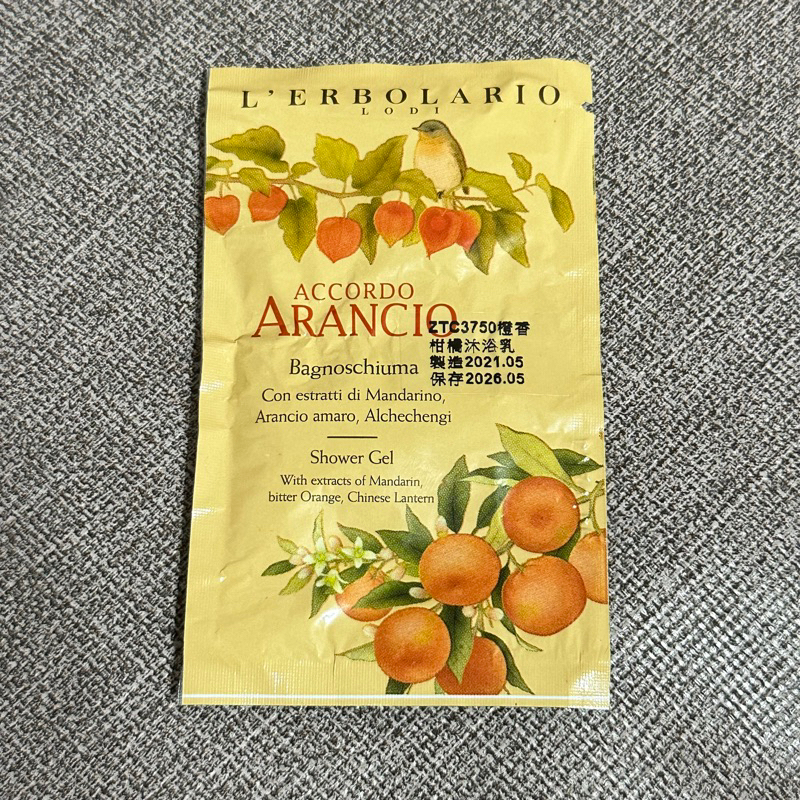 L'ERBOLARIO
LODI
ACCORDO
ARANCIO
ZTC3750橙香
柑橘沐浴乳
製造2021.05
保存2026.05
Bagnoschiuma
Con estratti di Mandarino,
Arancio amaro, Alchechengi
Shower Gel
With extracts of Mandarin,
bitter Orange, Chinese Lantern